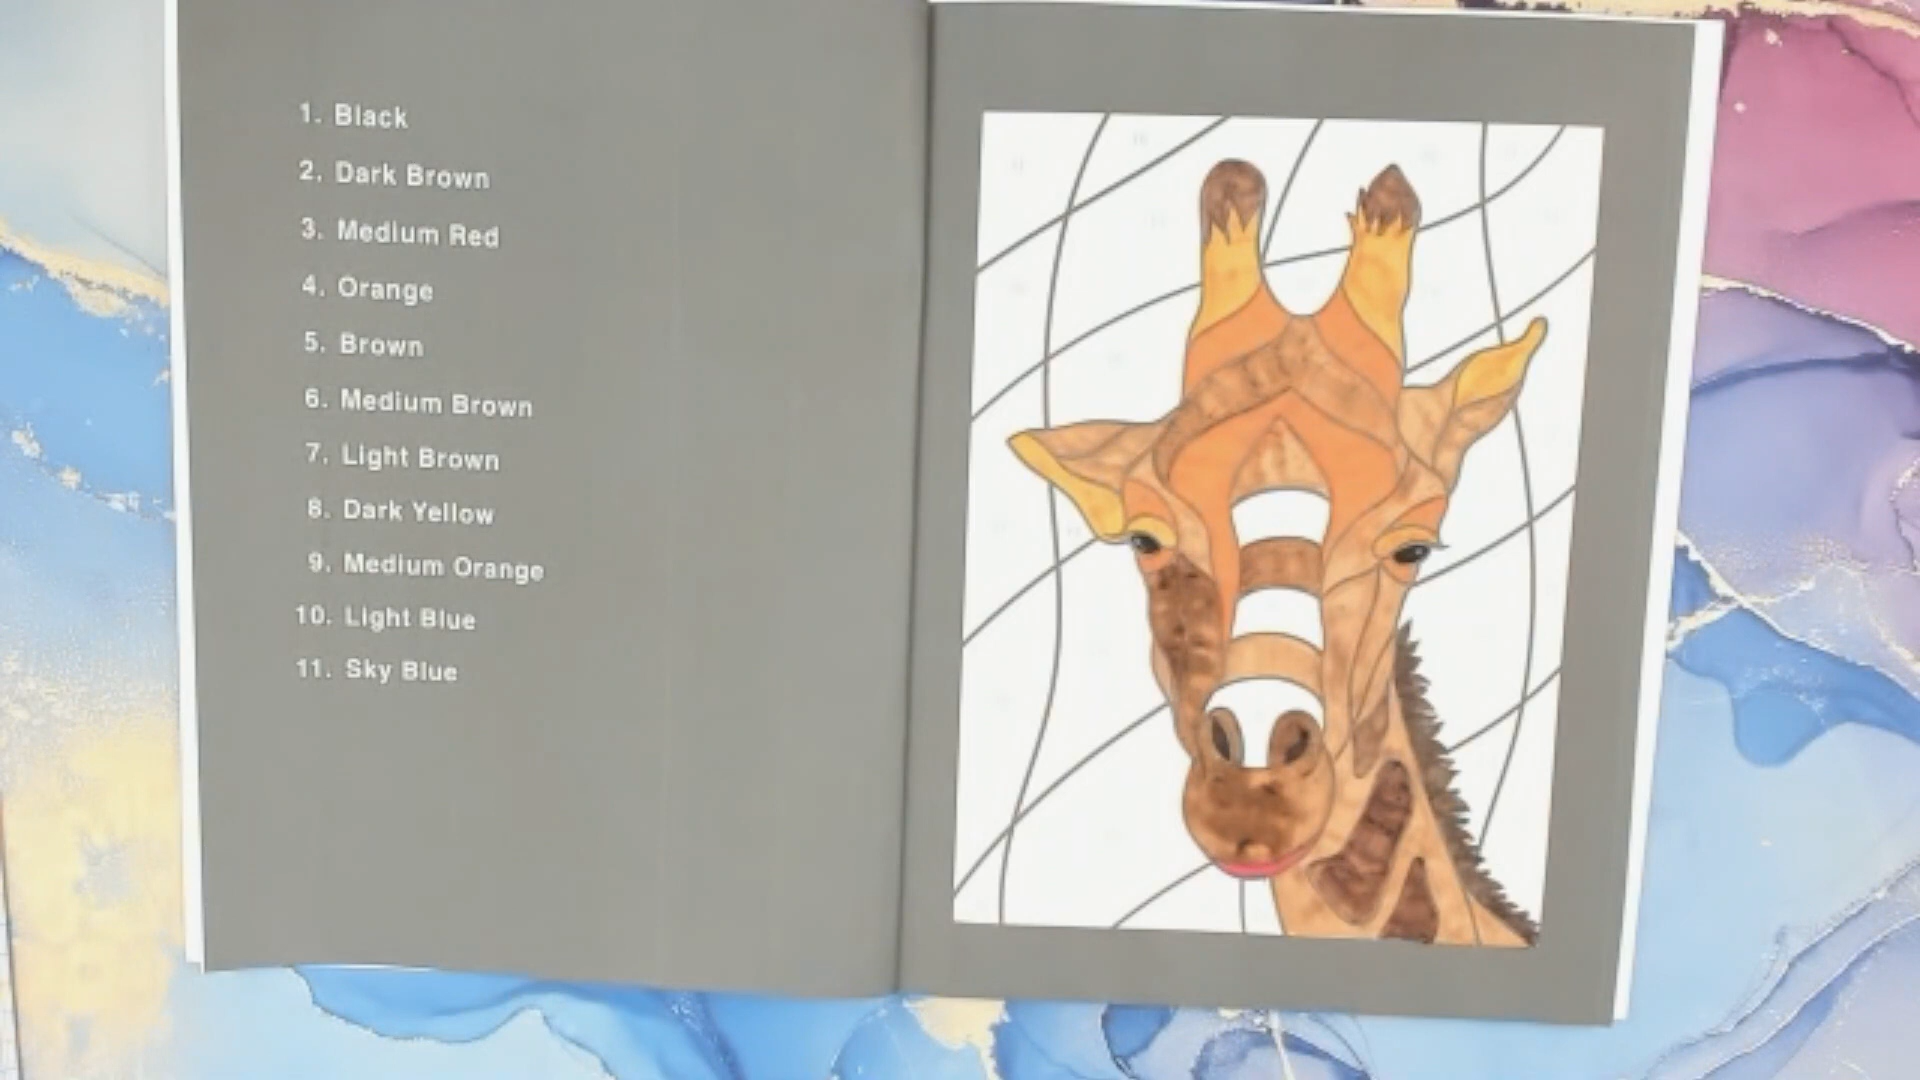 1. Black
2. Dark Brown
3. Medium Red
4. Orange
5. Brown
6. Medium Brown
7. Light Brown
8. Dark Yellow
9. Medium Orange
10. Light Blue
11. Sky Blue